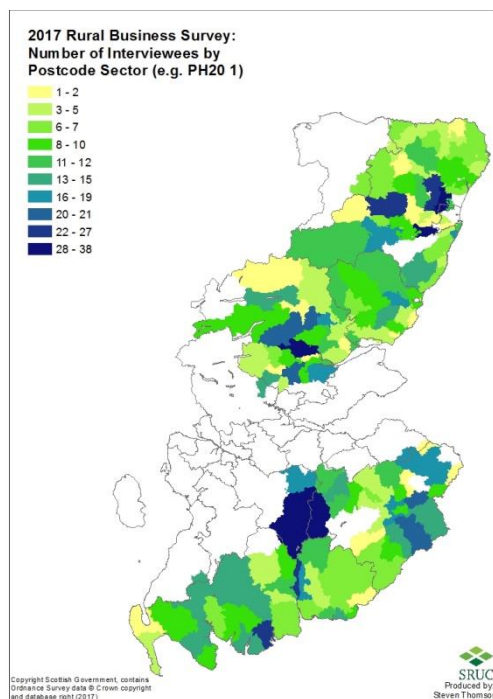 2017 Rural Business Survey:
Number of Interviewees by
Postcode Sector (e.g. PH20 1)
1 - 2
3 - 5
6 - 7
8 - 10
11 - 12
13 - 15
16 - 19
20 - 21
22 - 27
28 - 38
Copyright Scottish Government, contains
Ordnance Survey data © Crown copyright
and database right (2017)
SRUC
Produced by
Steven Thomson